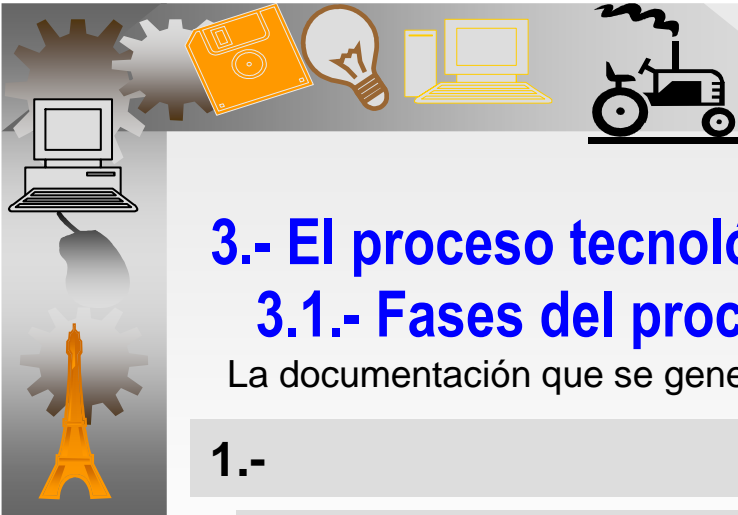 3.- El proceso tecnoló
3.1.- Fases del proc
La documentación que se gene
1.-